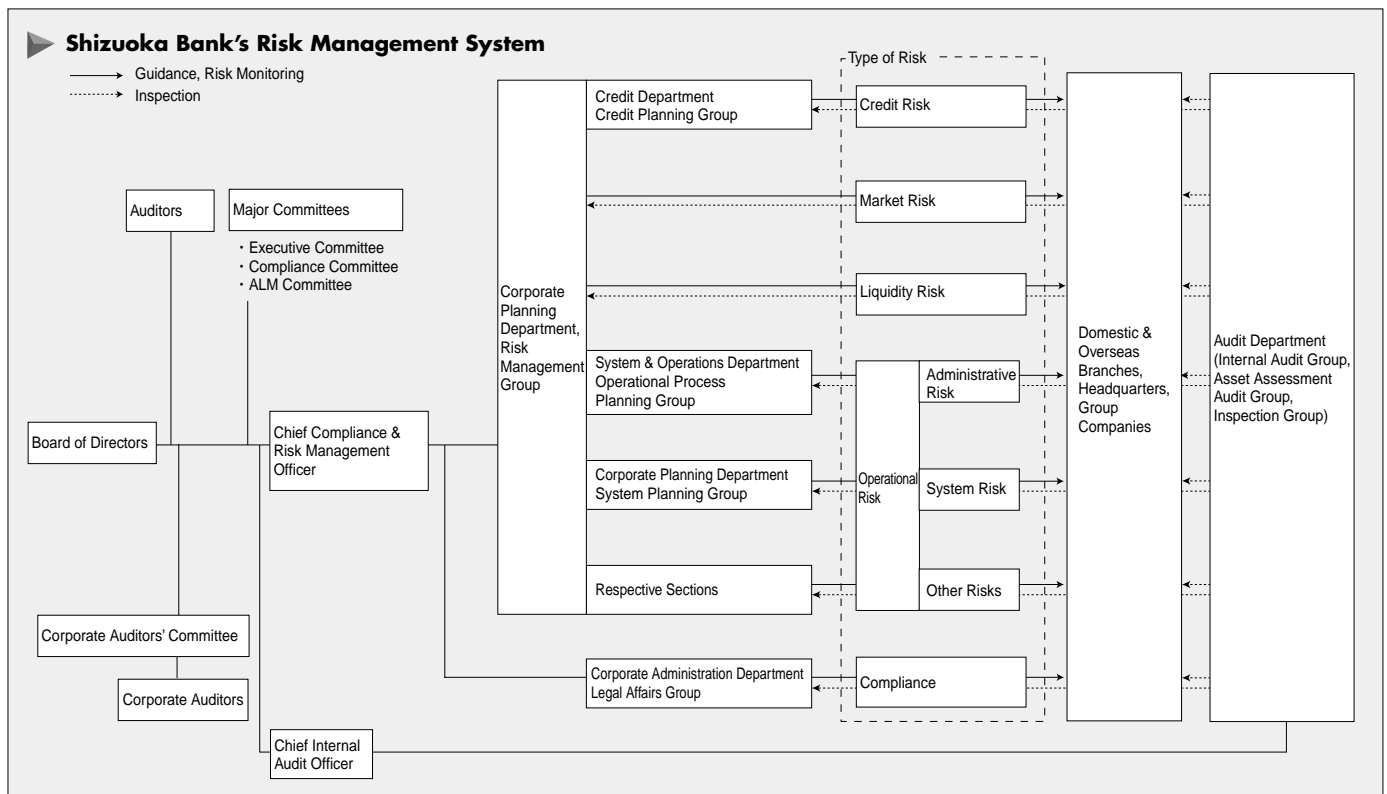 Shizuoka Bank's Risk Management System
Guidance, Risk Monitoring
Inspection
Type of Risk
Credit Department
Credit Planning Group
Credit Risk
Auditors
Major Committees
・Executive Committee
・Compliance Committee
・ALM Committee
Market Risk
Liquidity Risk
Corporate
Planning
Department,
Risk
Management
Group
System & Operations Department
Operational Process
Planning Group
Administrative
Risk
Domestic &
Overseas
Branches,
Headquarters,
Group
Companies
Audit Department
(Internal Audit Group,
Asset Assessment
Audit Group,
Inspection Group)
Board of Directors
Chief Compliance &
Risk Management
Officer
Corporate Planning Department
System Planning Group
Operational
Risk
System Risk
Respective Sections
Other Risks
Corporate Auditors' Committee
Corporate Auditors
Corporate Administration Department
Legal Affairs Group
Compliance
Chief Internal
Audit Officer